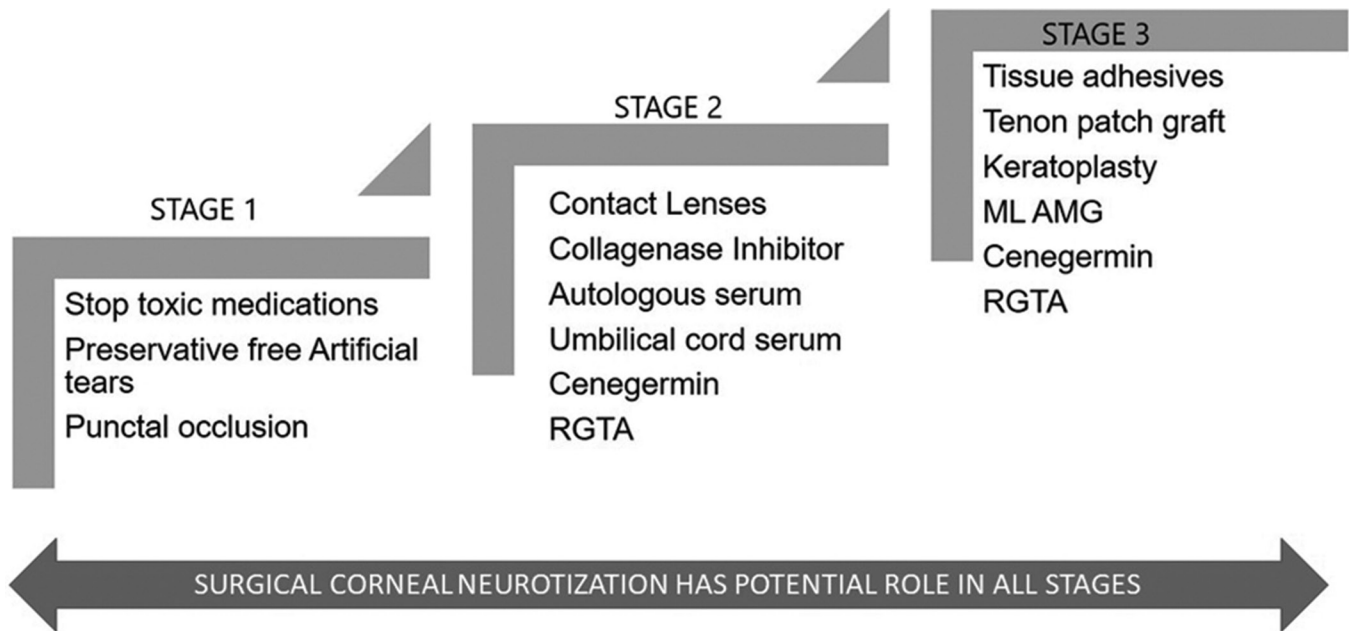 STAGE 1
Stop toxic medications
Preservative free Artificial
tears
Punctal occlusion
STAGE 2
Contact Lenses
Collagenase Inhibitor
Autologous serum
Umbilical cord serum
Cenegermin
RGTA
STAGE 3
Tissue adhesives
Tenon patch graft
Keratoplasty
ML AMG
Cenegermin
RGTA
SURGICAL CORNEAL NEUROTIZATION HAS POTENTIAL ROLE IN ALL STAGES